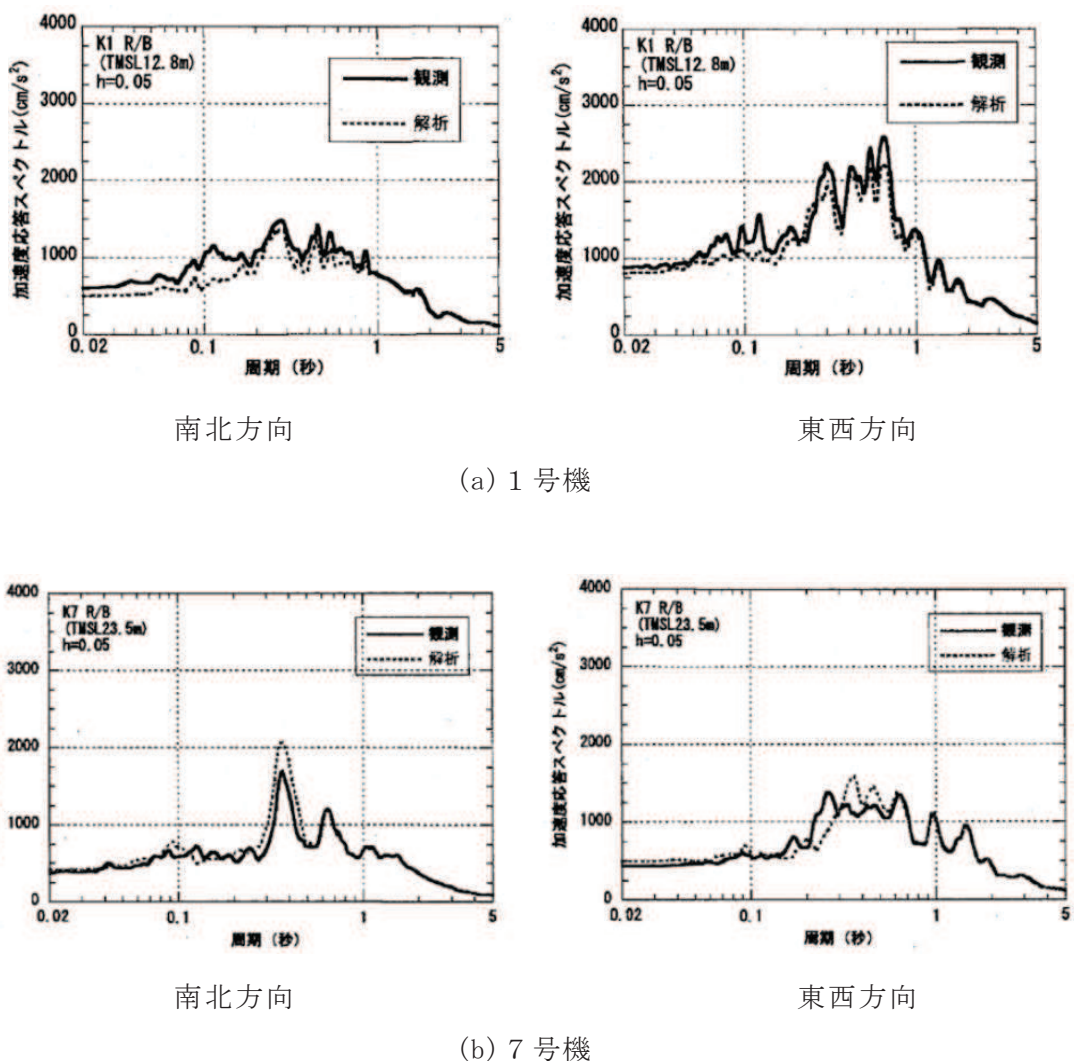 4000
3000
2000
1000
0
加速度応答スペクトル(cm/s²)
K1 R/B
(TMSL12.8m)
h=0.05
観測
解析
0.02
0.1
1
5
周期 (秒)
南北方向
4000
3000
2000
1000
0
加速度応答スペクトル(cm/s²)
K1 R/B
(TMSL12.8m)
h=0.05
観測
解析
0.02
0.1
1
5
周期 (秒)
東西方向
(a) 1 号機
4000
3000
2000
1000
0
K7 R/B
(TMSL23.5m)
h=0.05
観測
解析
0.02
0.1
1
5
周期 (秒)
南北方向
4000
3000
2000
1000
0
加速度応答スペクトル(cm/s²)
K7 R/B
(TMSL23.5m)
h=0.05
観測
解析
0.02
0.1
1
5
周期 (秒)
東西方向
(b) 7 号機